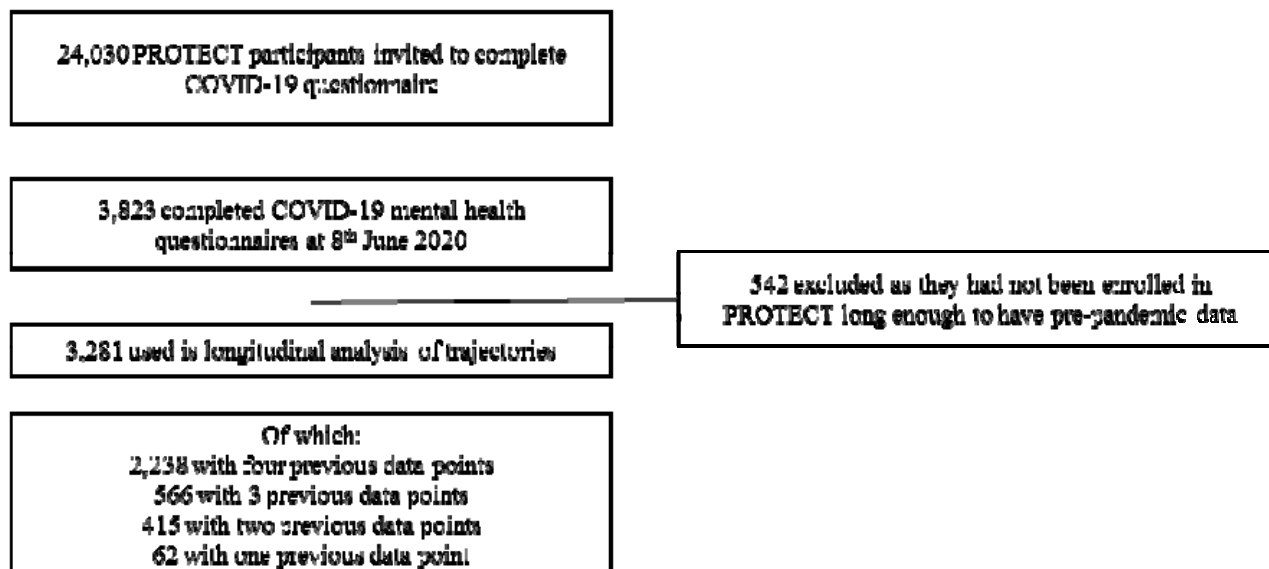 24,030 PROTECT participants invited to complete
COVID-19 questionnaire
3,823 completed COVID-19 mental health
questionnaires at 8th June 2020
542 excluded as they had not been enrolled in
PROTECT long enough to have pre-pandemic data
3,281 used is longitudinal analysis of trajectories
Of which:
2,238 with four previous data points
566 with 3 previous data points
415 with two previous data points
62 with one previous data point